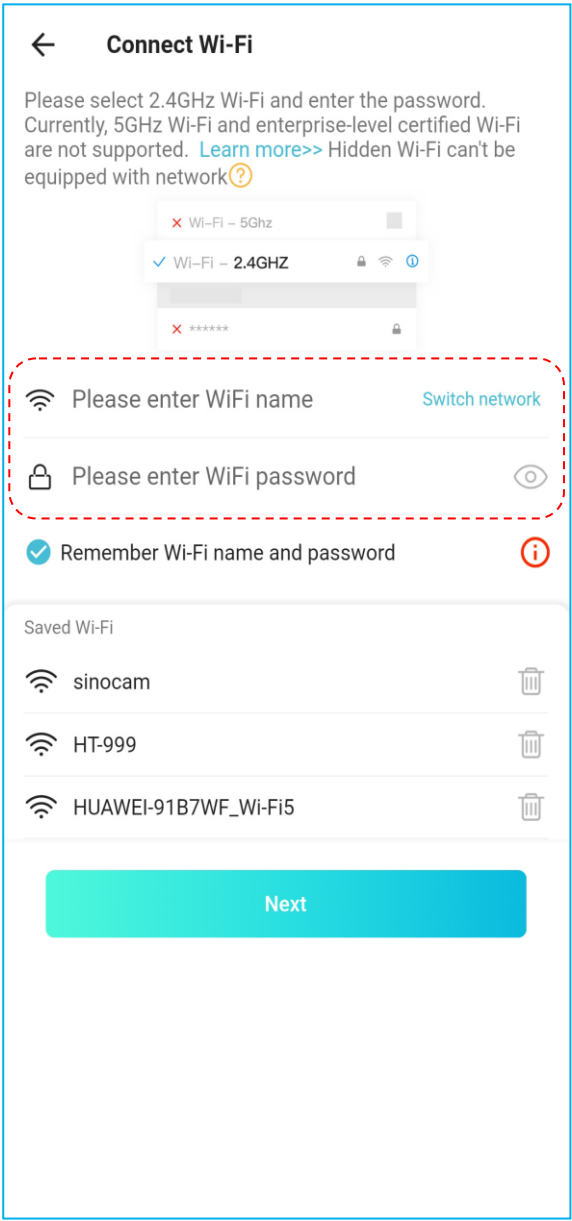 Connect Wi-Fi
Please select 2.4GHz Wi-Fi and enter the password.
Currently, 5GHz Wi-Fi and enterprise-level certified Wi-Fi
are not supported. Learn more>> Hidden Wi-Fi can't be
equipped with network?
Wi–Fi – 5Ghz
Wi–Fi – 2.4GHZ
******
Please enter WiFi name Switch network
Please enter WiFi password
Remember Wi-Fi name and password
Saved Wi-Fi
sinocam
HT-999
HUAWEI-91B7WF_Wi-Fi5
Next